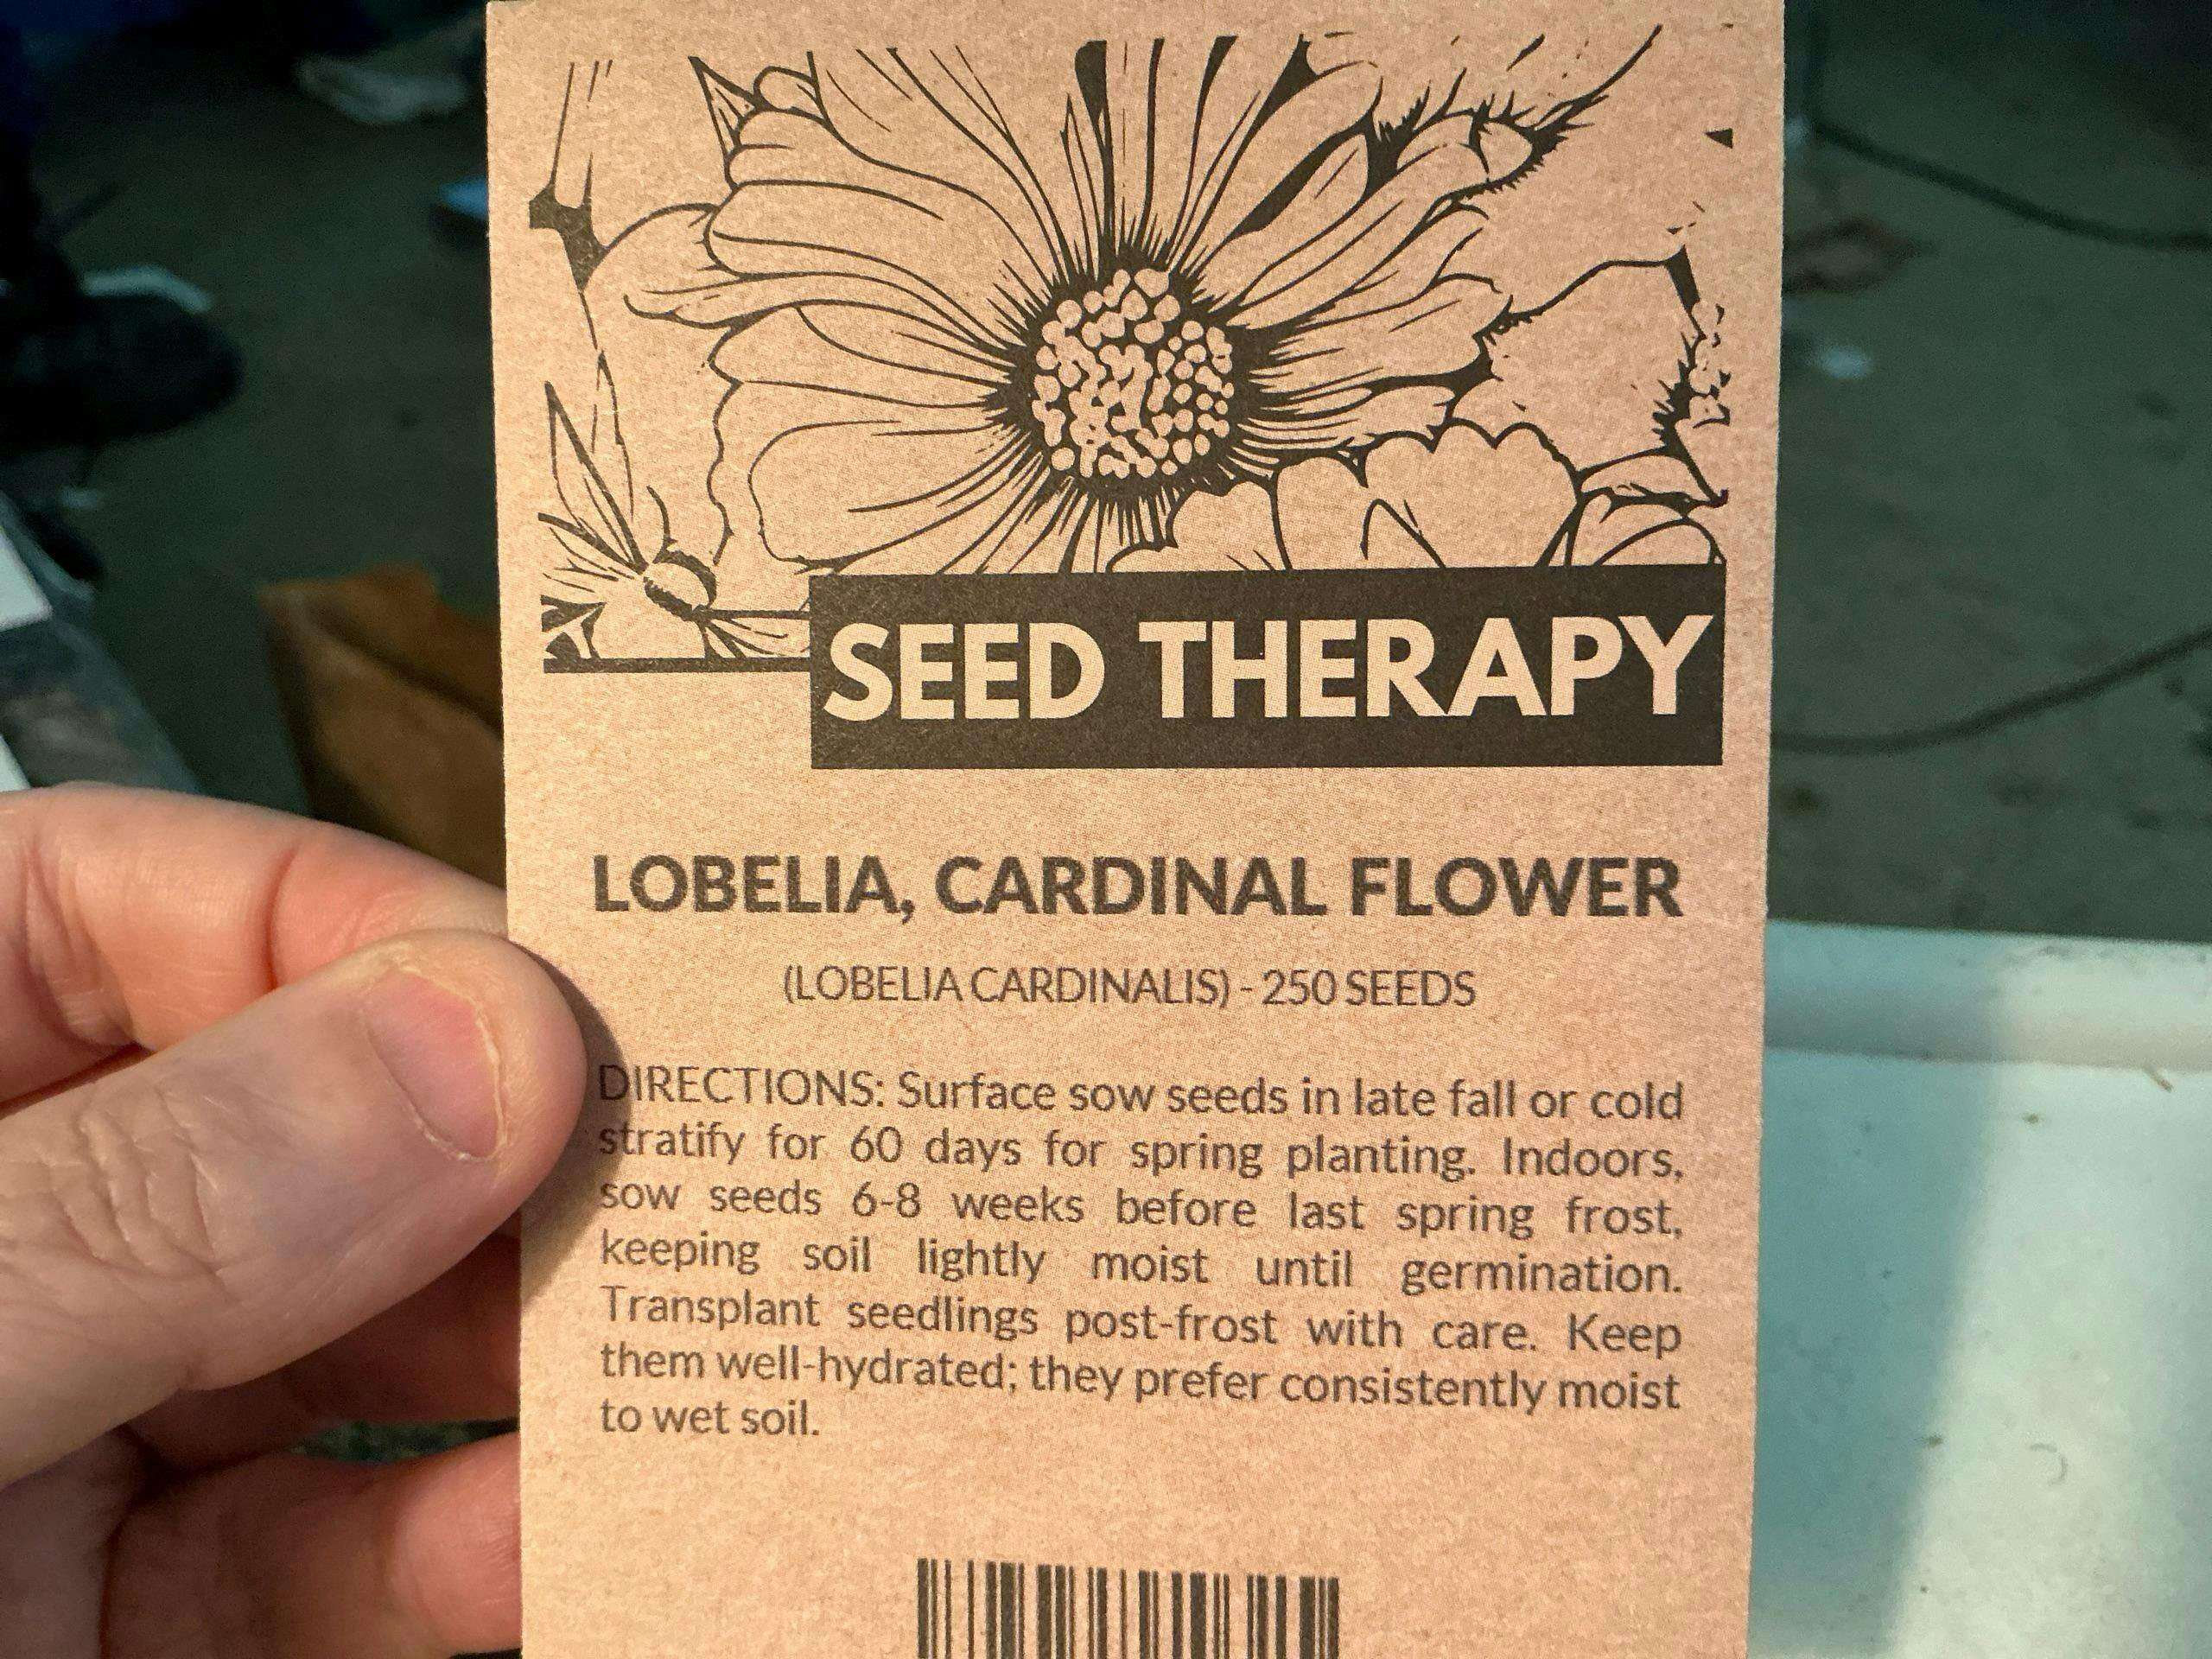 SEED THERAPY
LOBELIA, CARDINAL FLOWER
(LOBELIA CARDINALIS) - 250 SEEDS
DIRECTIONS: Surface sow seeds in late fall or cold
stratify for 60 days for spring planting. Indoors,
sow seeds 6-8 weeks before last spring frost,
keeping soil lightly moist until germination.
Transplant seedlings post-frost with care. Keep
them well-hydrated; they prefer consistently moist
to wet soil.